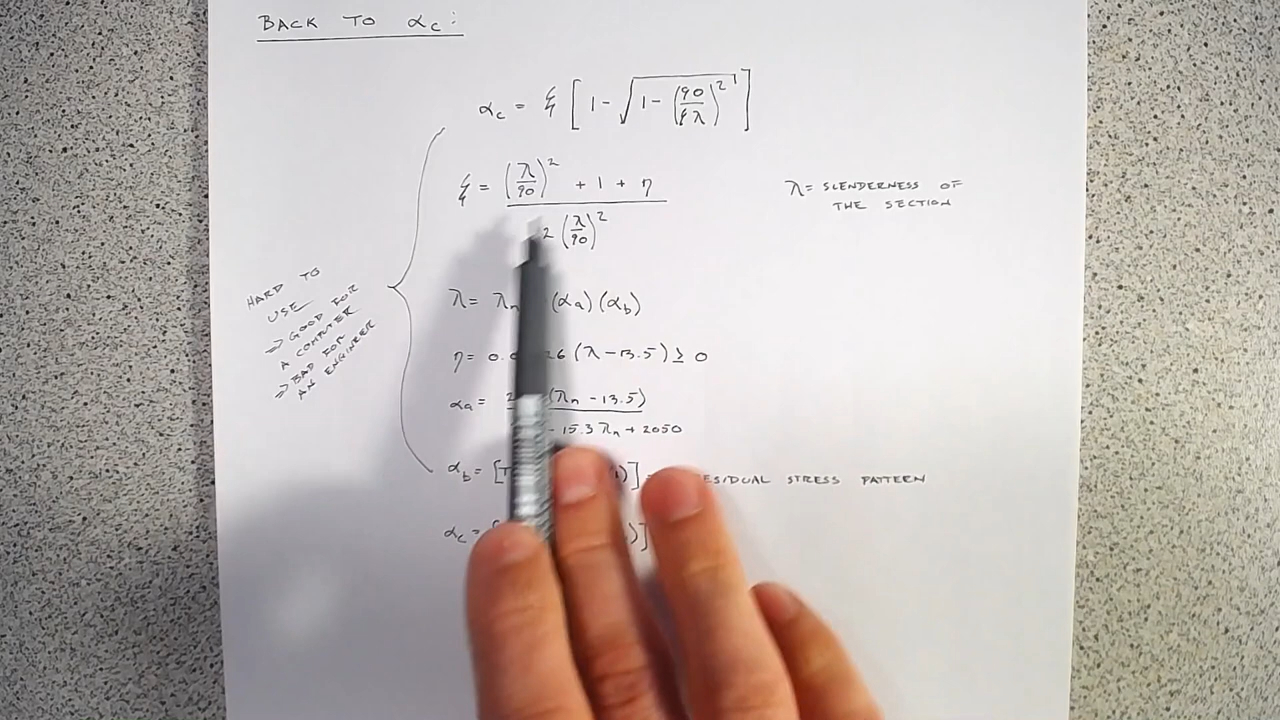 BACK TO αc:
αc = ξ [1 - √(1 - (90/ξλ)²)]
ξ = ((λ/90)² + 1 + η) / (2(λ/90)²)
λ = SLENDERNESS OF
THE SECTION
HARD TO
USE
⇒ GOOD FOR
A COMPUTER
⇒ BAD FOR
AN ENGINEER
λ = λn (αa)(αb)
η = 0.0 26 (λ - 13.5) ≥ 0
αa = (λn - 13.5)
- 15.3 λn + 2050
αb = [ )] RESIDUAL STRESS PATTERN
αc = [ )]